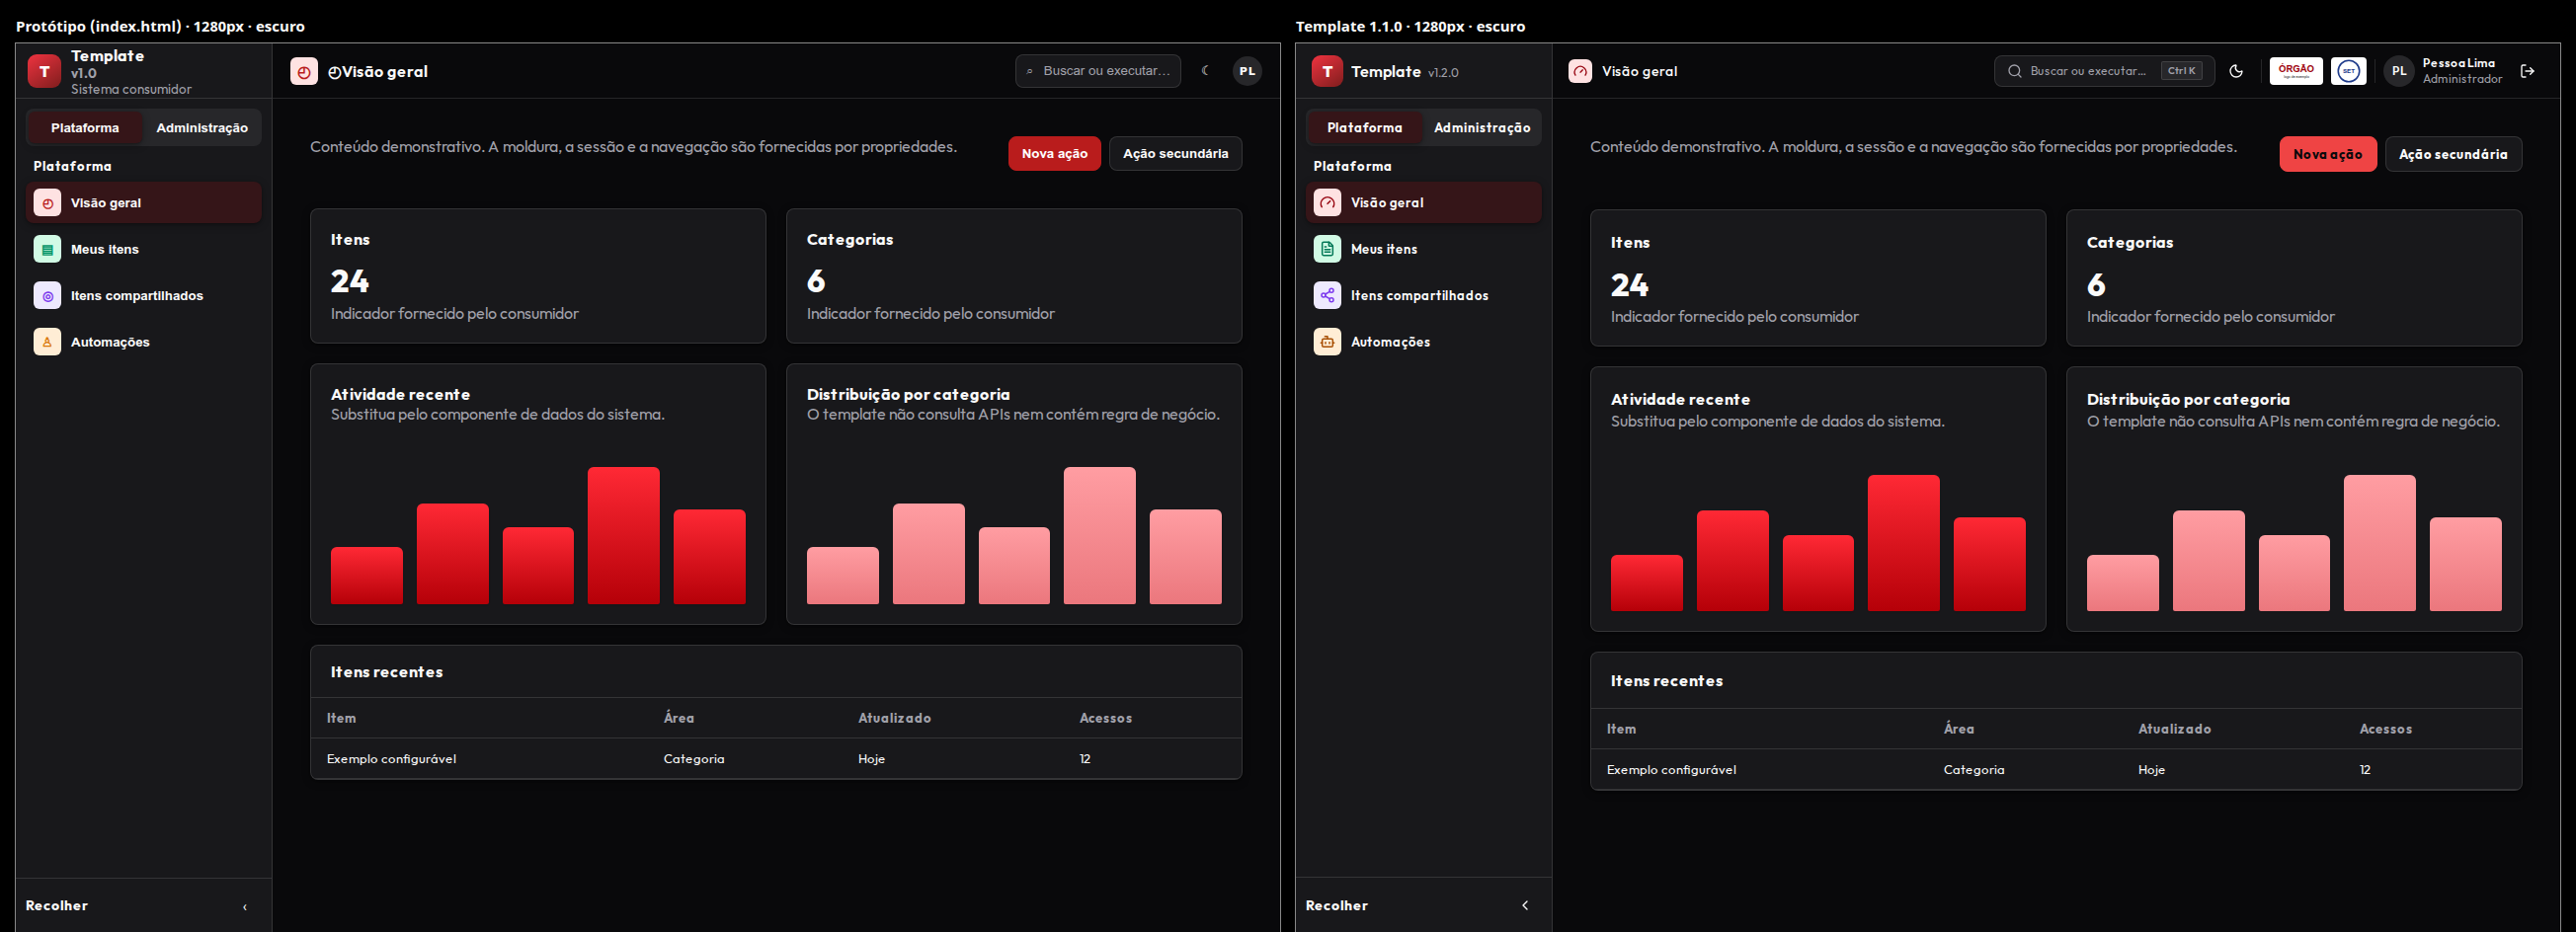 Protótipo (index.html) · 1280px · escuro
T
Template
v1.0
Sistema consumidor
Visão geral
Buscar ou executar...
PL
Plataforma
Administração
Plataforma
Visão geral
Meus itens
Itens compartilhados
Automações
Recolher
Conteúdo demonstrativo. A moldura, a sessão e a navegação são fornecidas por propriedades.
Nova ação
Ação secundária
Itens
24
Indicador fornecido pelo consumidor
Categorias
6
Indicador fornecido pelo consumidor
Atividade recente
Substitua pelo componente de dados do sistema.
Distribuição por categoria
O template não consulta APIs nem contém regra de negócio.
Itens recentes
Item Área Atualizado Acessos
Exemplo configurável Categoria Hoje 12
Template 1.1.0 · 1280px · escuro
T
Template v1.2.0
Visão geral
Buscar ou executar... Ctrl K
ÓRGÃO
SET
PL
Pessoa Lima
Administrador
Plataforma
Administração
Plataforma
Visão geral
Meus itens
Itens compartilhados
Automações
Recolher
Conteúdo demonstrativo. A moldura, a sessão e a navegação são fornecidas por propriedades.
Nova ação
Ação secundária
Itens
24
Indicador fornecido pelo consumidor
Categorias
6
Indicador fornecido pelo consumidor
Atividade recente
Substitua pelo componente de dados do sistema.
Distribuição por categoria
O template não consulta APIs nem contém regra de negócio.
Itens recentes
Item Área Atualizado Acessos
Exemplo configurável Categoria Hoje 12